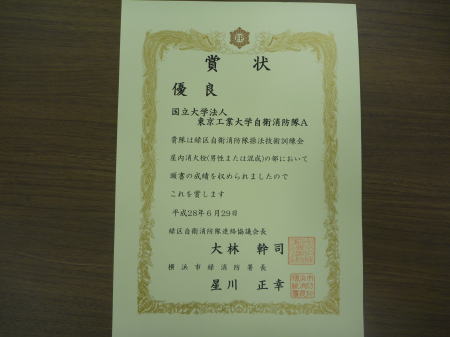 賞状
優良
国立大学法人
東京工業大学自衛消防隊A
貴隊は緑区自衛消防隊操法技術訓練会
屋内消火栓(男性または混成)の部において
頭書の成績を収められましたので
これを賞します
平成28年6月29日
緑区自衛消防隊連絡協議会長
大林 幹司
横浜市緑消防署長
星川 正幸